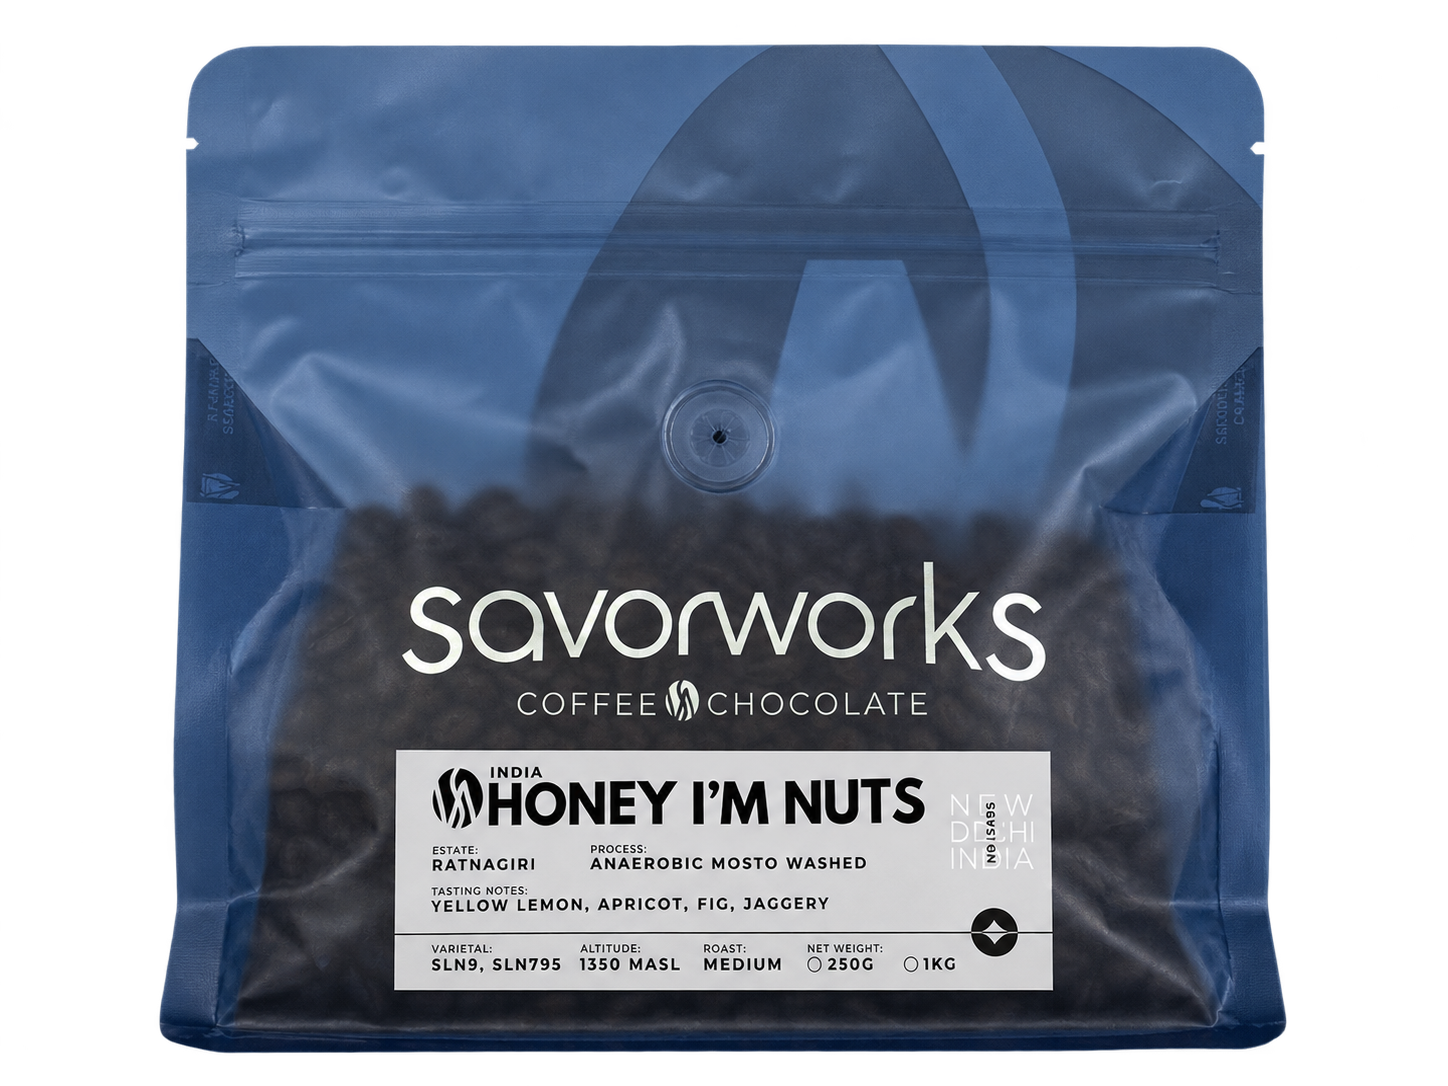 savorworks
COFFEE CHOCOLATE
INDIA
HONEY I'M NUTS
ESTATE:
RATNAGIRI
PROCESS:
ANAEROBIC MOSTO WASHED
TASTING NOTES:
YELLOW LEMON, APRICOT, FIG, JAGGERY
NEW
DELHI
INDIA
VARIETAL:
SLN9, SLN795
ALTITUDE:
1350 MASL
ROAST:
MEDIUM
NET WEIGHT:
250G
1KG